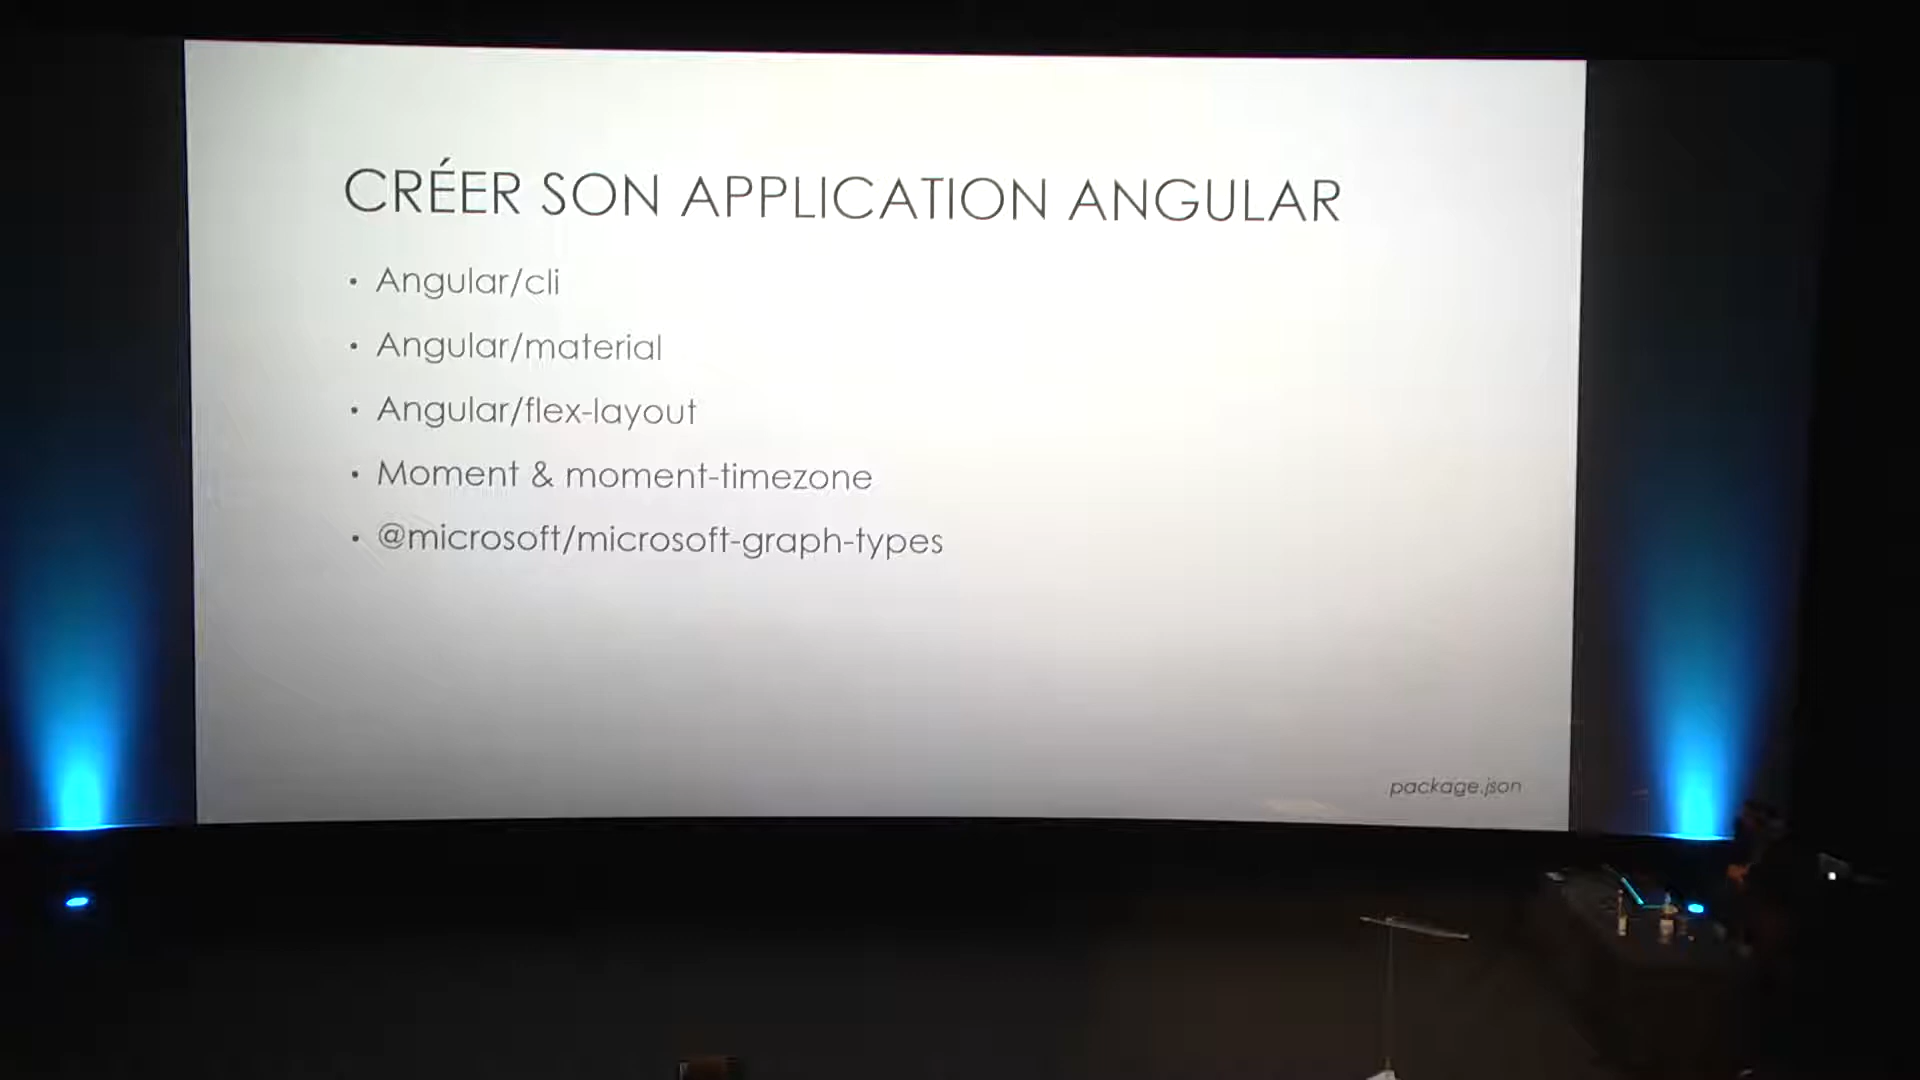 CRÉER SON APPLICATION ANGULAR
• Angular/cli
• Angular/material
• Angular/flex-layout
• Moment & moment-timezone
• @microsoft/microsoft-graph-types
package.json